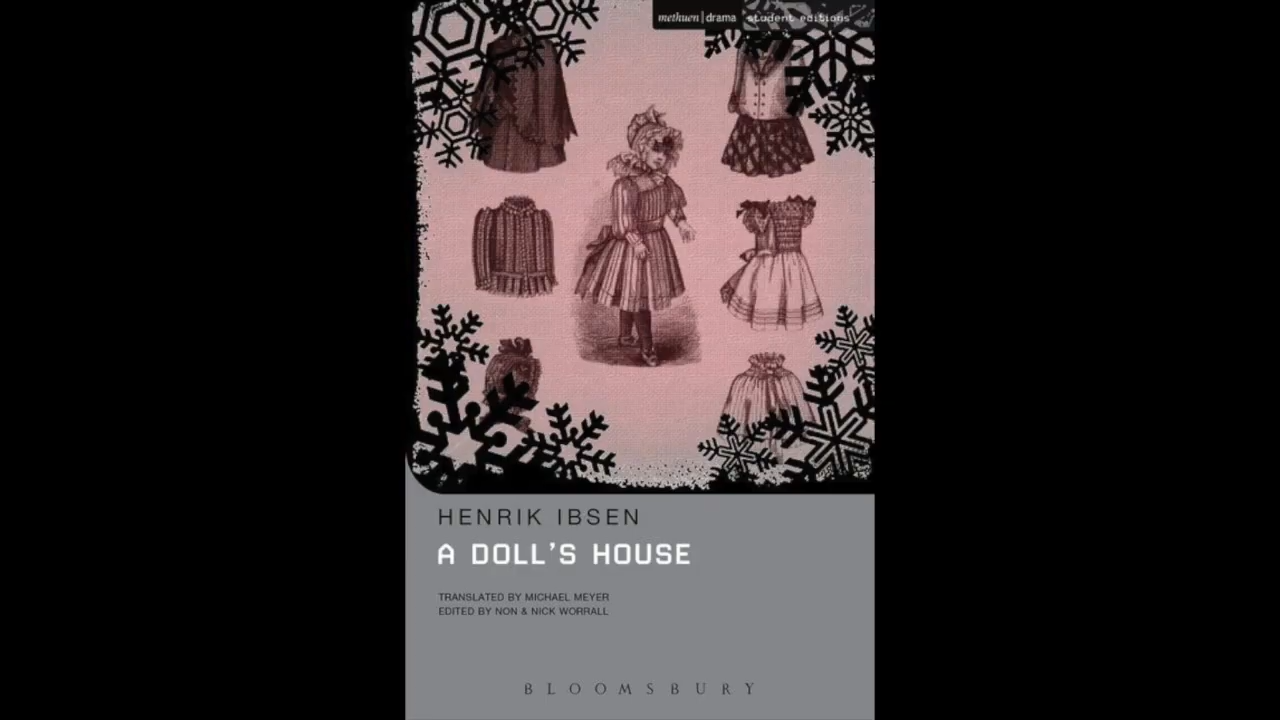 methuen | drama student editions
HENRIK IBSEN
A DOLL'S HOUSE
TRANSLATED BY MICHAEL MEYER
EDITED BY NON & NICK WORRALL
BLOOMSBURY